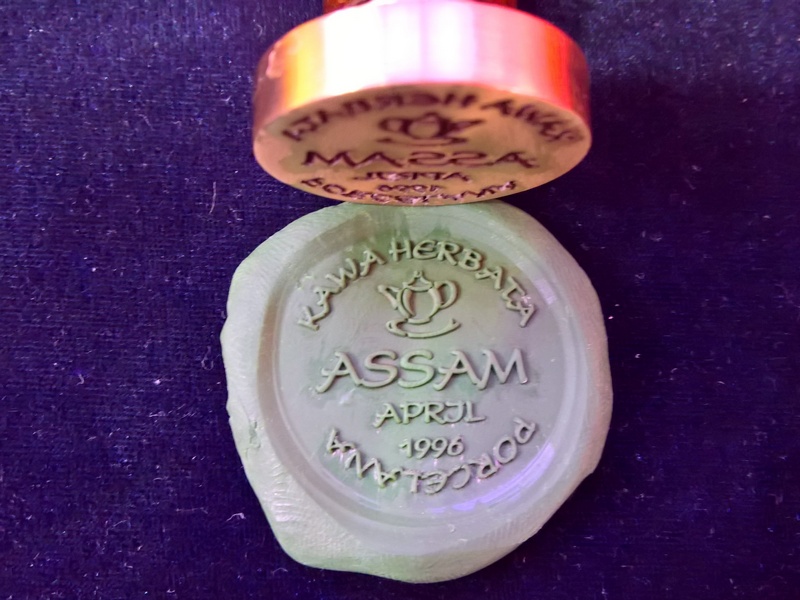 KAWA HERBATA
ASSAM
APRIL
1996
PORCELANA